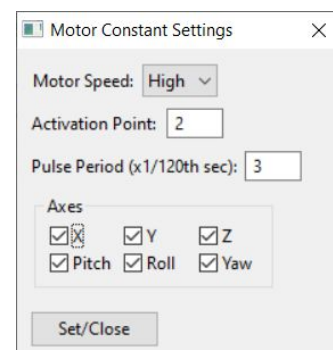 Motor Constant Settings
Motor Speed: High
Activation Point: 2
Pulse Period (x1/120th sec): 3
Axes
X Y Z
Pitch Roll Yaw
Set/Close